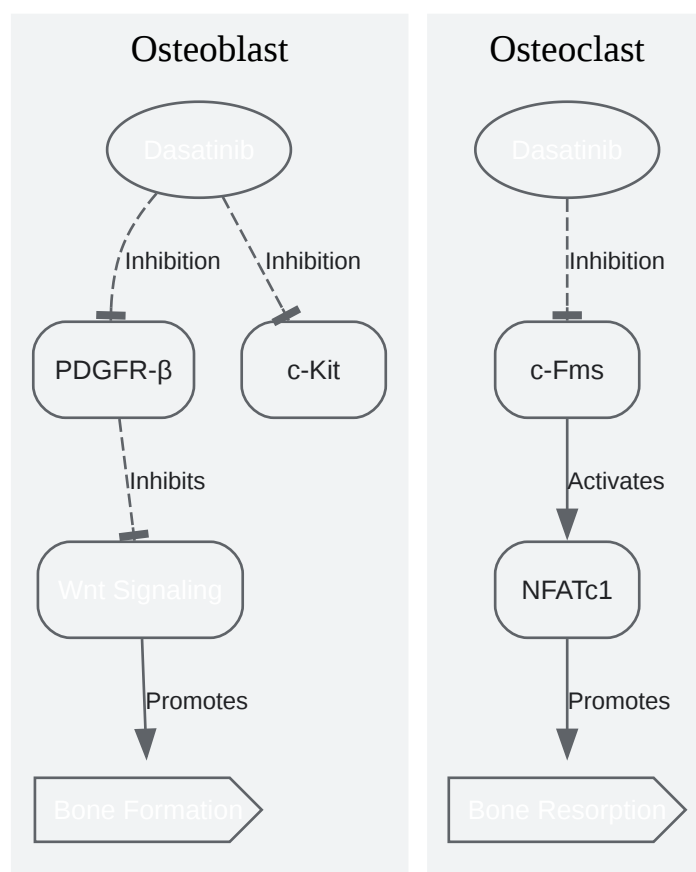 Osteoblast
Dasatinib
Inhibition
Inhibition
PDGFR-β
c-Kit
Inhibits
Wnt Signaling
Promotes
Bone Formation
Osteoclast
Dasatinib
Inhibition
c-Fms
Activates
NFATc1
Promotes
Bone Resorption